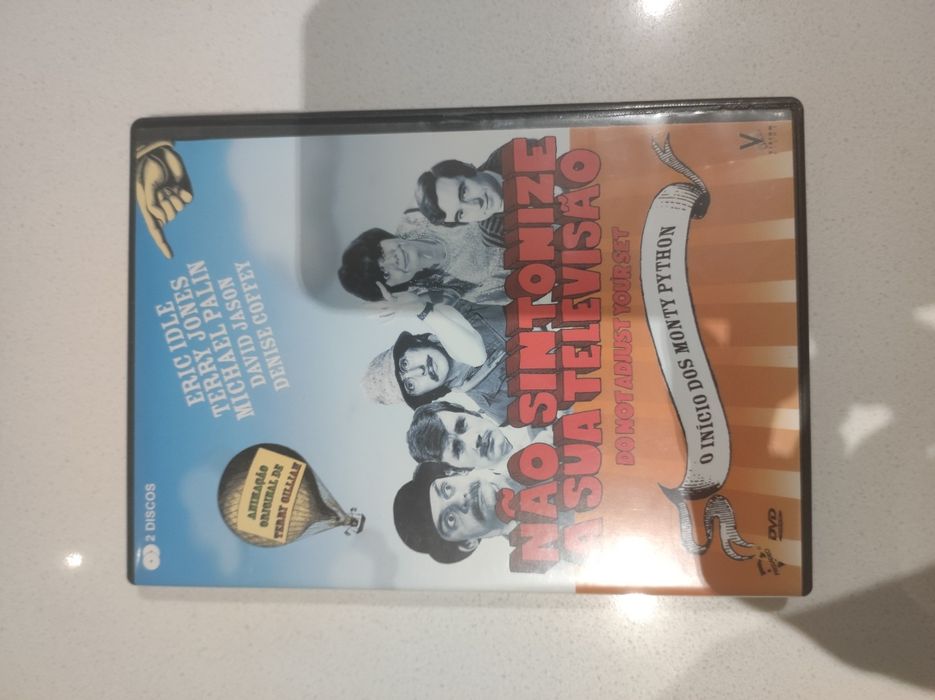 2 DISCOS
ERIC IDLE
TERRY JONES
MICHAEL PALIN
DAVID JASON
DENISE COFFEY
ANIMAÇÃO
ORIGINAL DE
TERRY GILLIAM
NÃO SINTONIZE
A SUA TELEVISÃO
DO NOT ADJUST YOUR SET
O INÍCIO DOS MONTY PYTHON
DVD